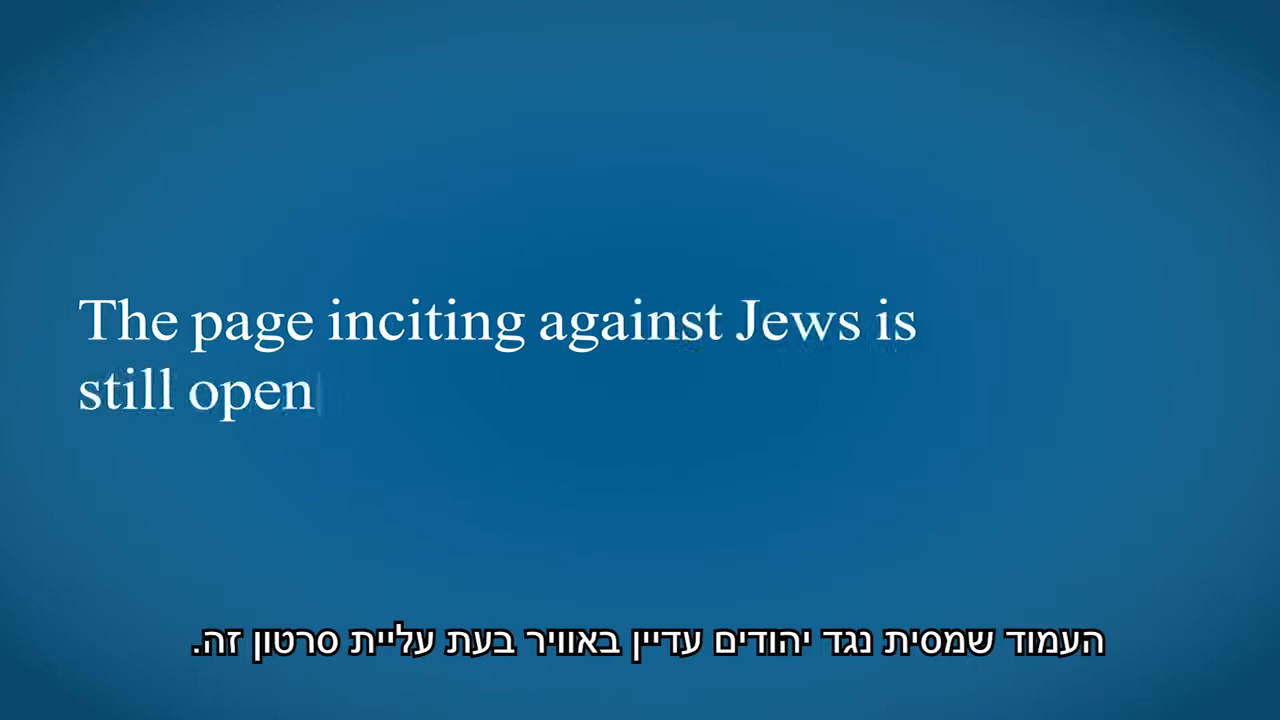 The page inciting against Jews is
still open
העמוד שמסית נגד יהודים עדיין באוויר בעת עליית סרטון זה.